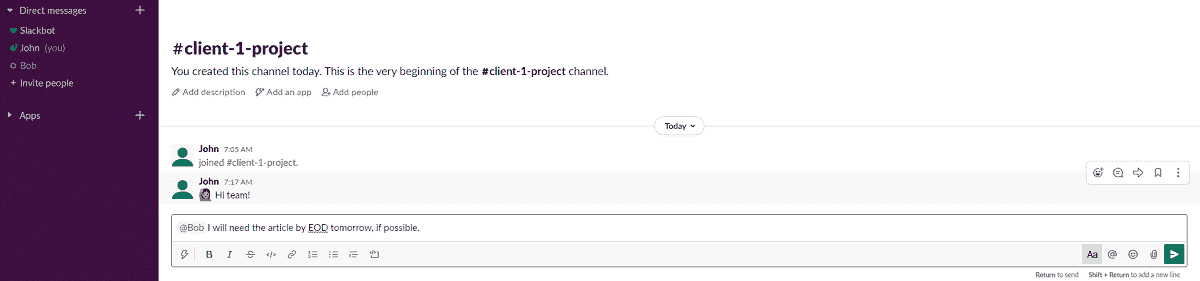 Direct messages
Slackbot
John (you)
Bob
Invite people
Apps
#client-1-project
You created this channel today. This is the very beginning of the #client-1-project channel.
Add description Add an app Add people
Today
John 7:05 AM
joined #client-1-project.
John 7:17 AM
Hi team!
@Bob I will need the article by EOD tomorrow, if possible.
B I S </> Aa @
Return to send Shift + Return to add a new line